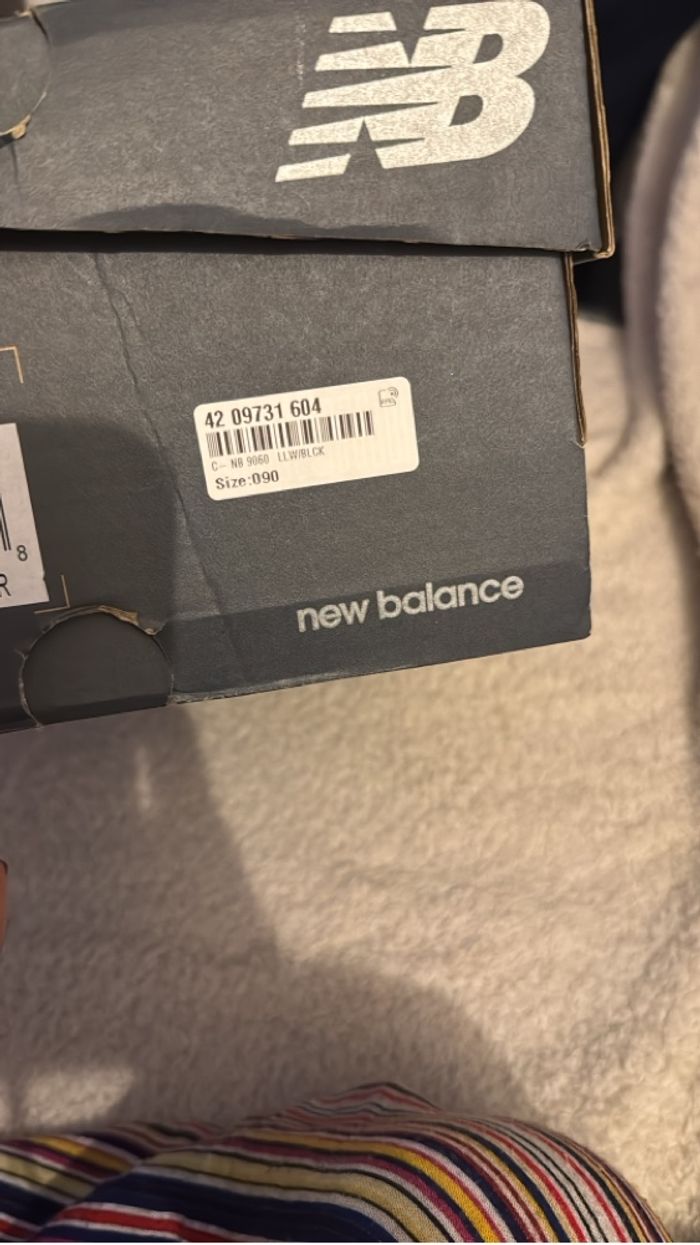 NB
42 09731 604
C- NB 9060 LLW/BLCK
Size:090
8
R
new balance